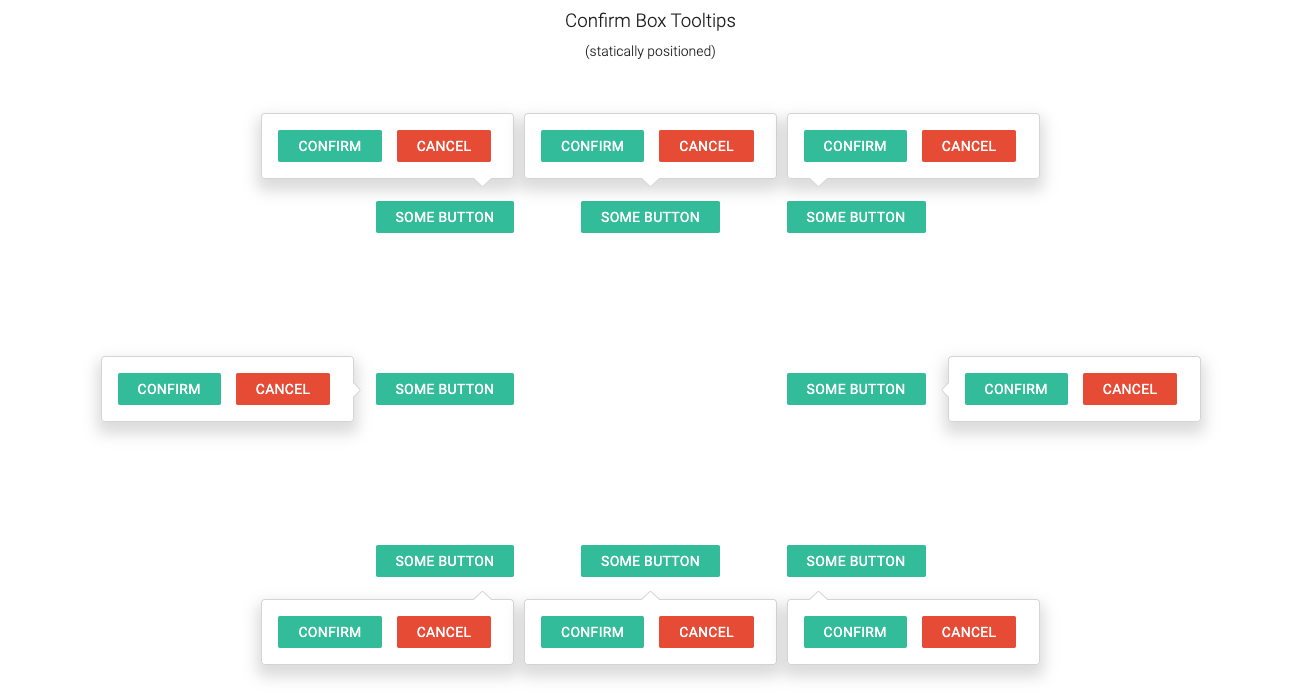 Confirm Box Tooltips
(statically positioned)
CONFIRM CANCEL CONFIRM CANCEL CONFIRM CANCEL
SOME BUTTON SOME BUTTON SOME BUTTON
CONFIRM CANCEL SOME BUTTON SOME BUTTON CONFIRM CANCEL
SOME BUTTON SOME BUTTON SOME BUTTON
CONFIRM CANCEL CONFIRM CANCEL CONFIRM CANCEL